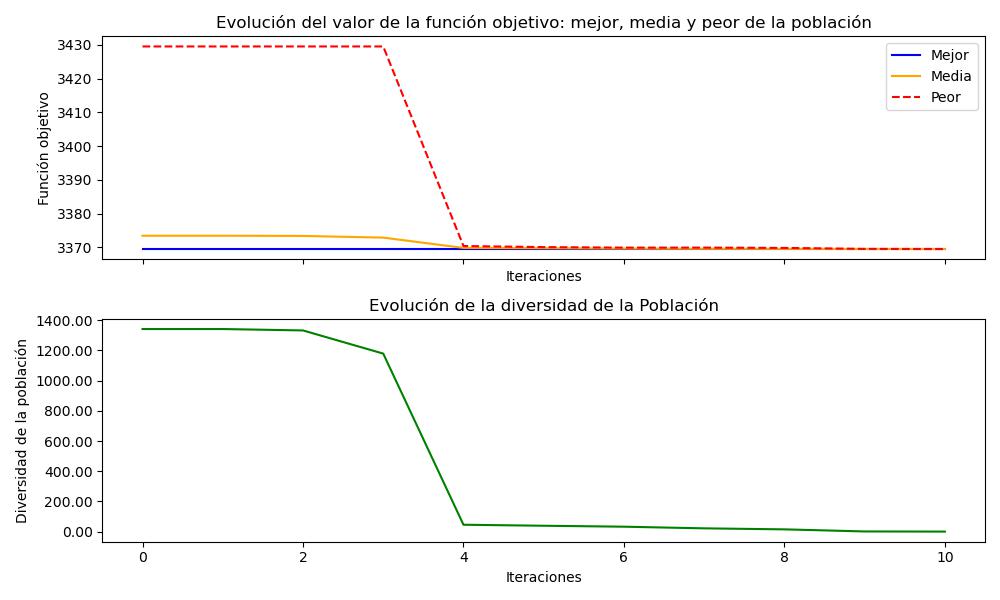 Evolución del valor de la función objetivo: mejor, media y peor de la población
Función objetivo
3430
3420
3410
3400
3390
3380
3370
Mejor
Media
Peor
Iteraciones
Evolución de la diversidad de la Población
Diversidad de la población
1400.00
1200.00
1000.00
800.00
600.00
400.00
200.00
0.00
0 2 4 6 8 10
Iteraciones